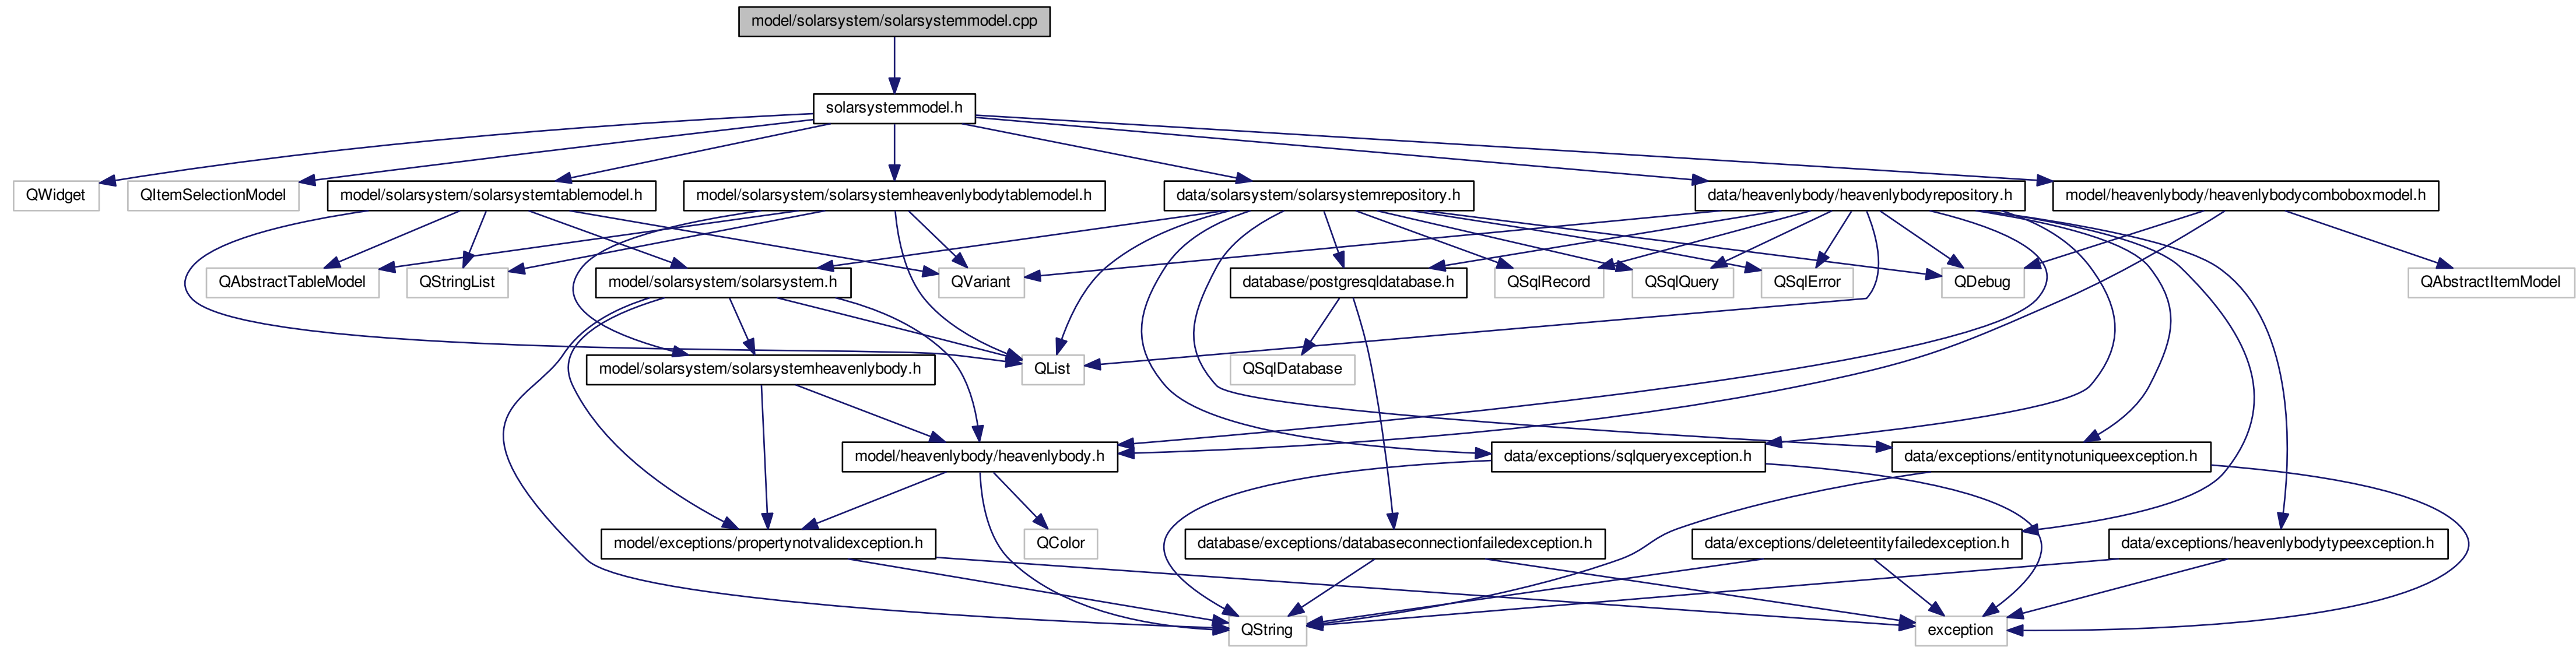 model/solarsystem/solarsystemmodel.cpp
solarsystemmodel.h
QWidget
QItemSelectionModel
model/solarsystem/solarsystemtablemodel.h
model/solarsystem/solarsystemheavenlybodytablemodel.h
data/solarsystem/solarsystemrepository.h
data/heavenlybody/heavenlybodyrepository.h
model/heavenlybody/heavenlybodycomboboxmodel.h
QAbstractTableModel
QStringList
model/solarsystem/solarsystem.h
QVariant
database/postgresqldatabase.h
QSqlRecord
QSqlQuery
QSqlError
QDebug
QAbstractItemModel
model/solarsystem/solarsystemheavenlybody.h
QList
QSqlDatabase
model/heavenlybody/heavenlybody.h
data/exceptions/sqlqueryexception.h
data/exceptions/entitynotuniqueexception.h
model/exceptions/propertynotvalidexception.h
QColor
database/exceptions/databaseconnectionfailedexception.h
data/exceptions/deleteentityfailedexception.h
data/exceptions/heavenlybodytypeexception.h
QString
exception